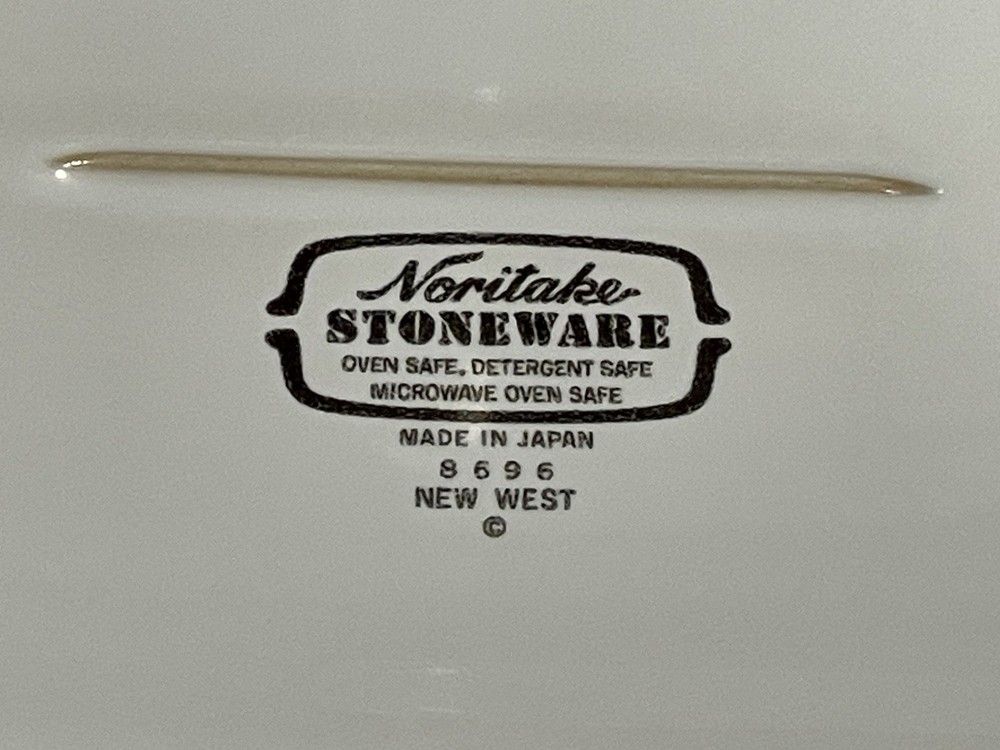 Noritake
STONEWARE
OVEN SAFE, DETERGENT SAFE
MICROWAVE OVEN SAFE
MADE IN JAPAN
8696
NEW WEST
©